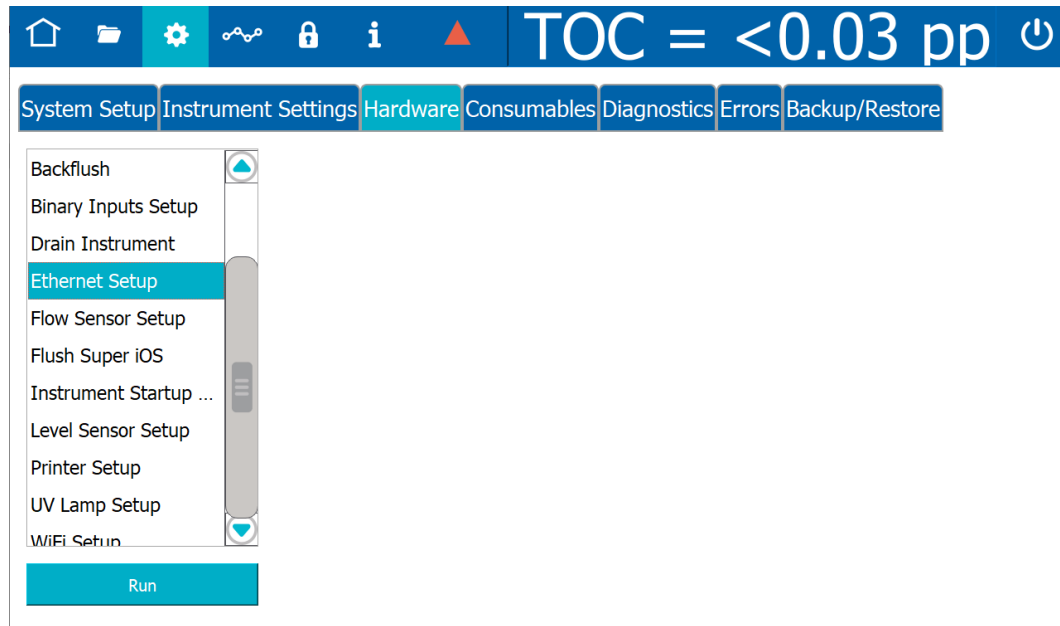 TOC = <0.03 pp
System Setup Instrument Settings Hardware Consumables Diagnostics Errors Backup/Restore
Backflush
Binary Inputs Setup
Drain Instrument
Ethernet Setup
Flow Sensor Setup
Flush Super iOS
Instrument Startup ...
Level Sensor Setup
Printer Setup
UV Lamp Setup
WiFi Setup
Run